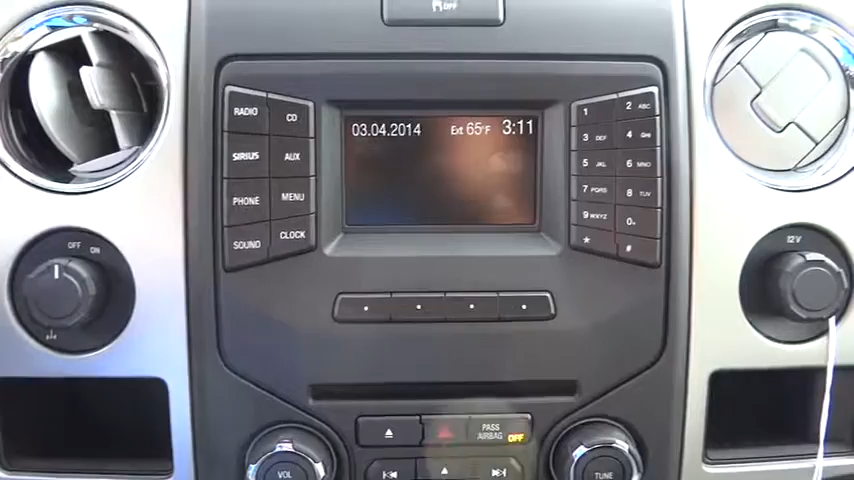 OFF
RADIO CD
SIRIUS AUX
PHONE MENU
SOUND CLOCK
03.04.2014 Ext 65°F 3:11
1 2 ABC
3 DEF 4 GHI
5 JKL 6 MNO
7 PQRS 8 TUV
9 WXYZ 0
* #
OFF ON
12V
PASS
AIRBAG OFF
VOL
TUNE